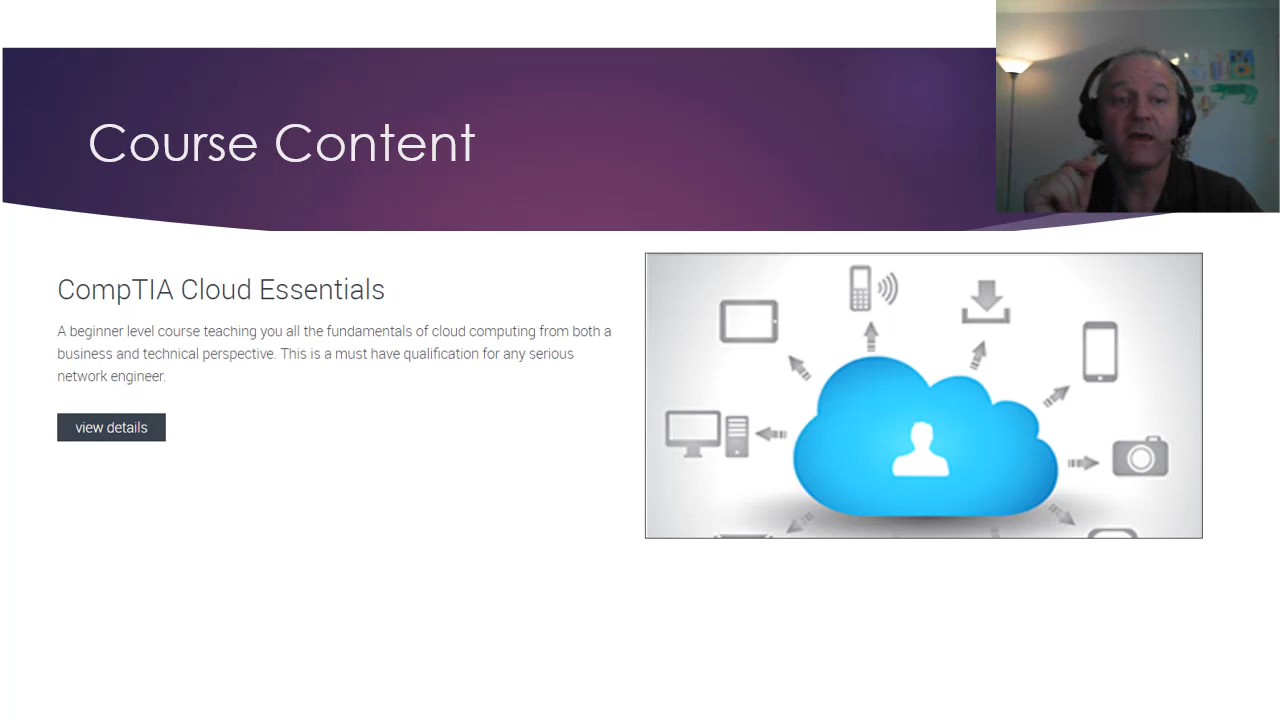 Course Content
CompTIA Cloud Essentials
A beginner level course teaching you all the fundamentals of cloud computing from both a
business and technical perspective. This is a must have qualification for any serious
network engineer.
view details